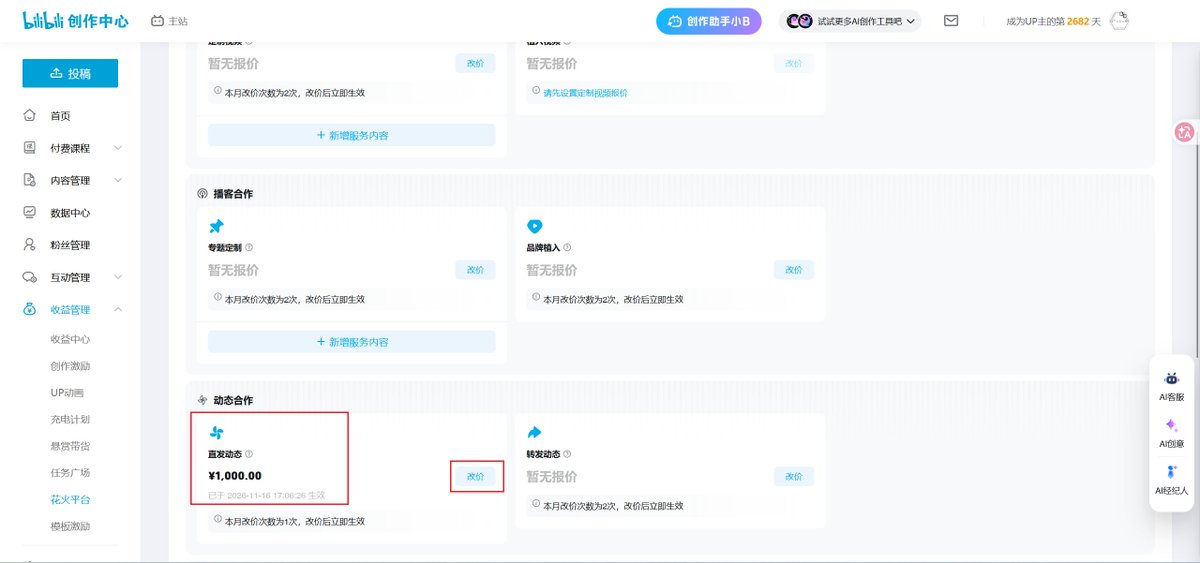 bilibili 创作中心
主站
创作助手小B
试试更多AI创作工具吧
成为UP主的第 2682 天
投稿
首页
付费课程
内容管理
数据中心
粉丝管理
互动管理
收益管理
收益中心
创作激励
UP动画
充电计划
悬赏带货
任务广场
花火平台
模板激励
定制视频
暂无报价
改价
本月改价次数为2次，改价后立即生效
+ 新增服务内容
植入视频
暂无报价
改价
请先设置定制视频报价
播客合作
专题定制
暂无报价
改价
本月改价次数为2次，改价后立即生效
+ 新增服务内容
品牌植入
暂无报价
改价
本月改价次数为2次，改价后立即生效
动态合作
直发动态
¥1,000.00
改价
已于 2026-11-16 17:06:26 生效
本月改价次数为1次，改价后立即生效
转发动态
暂无报价
改价
本月改价次数为2次，改价后立即生效
AI客服
AI创意
AI经纪人